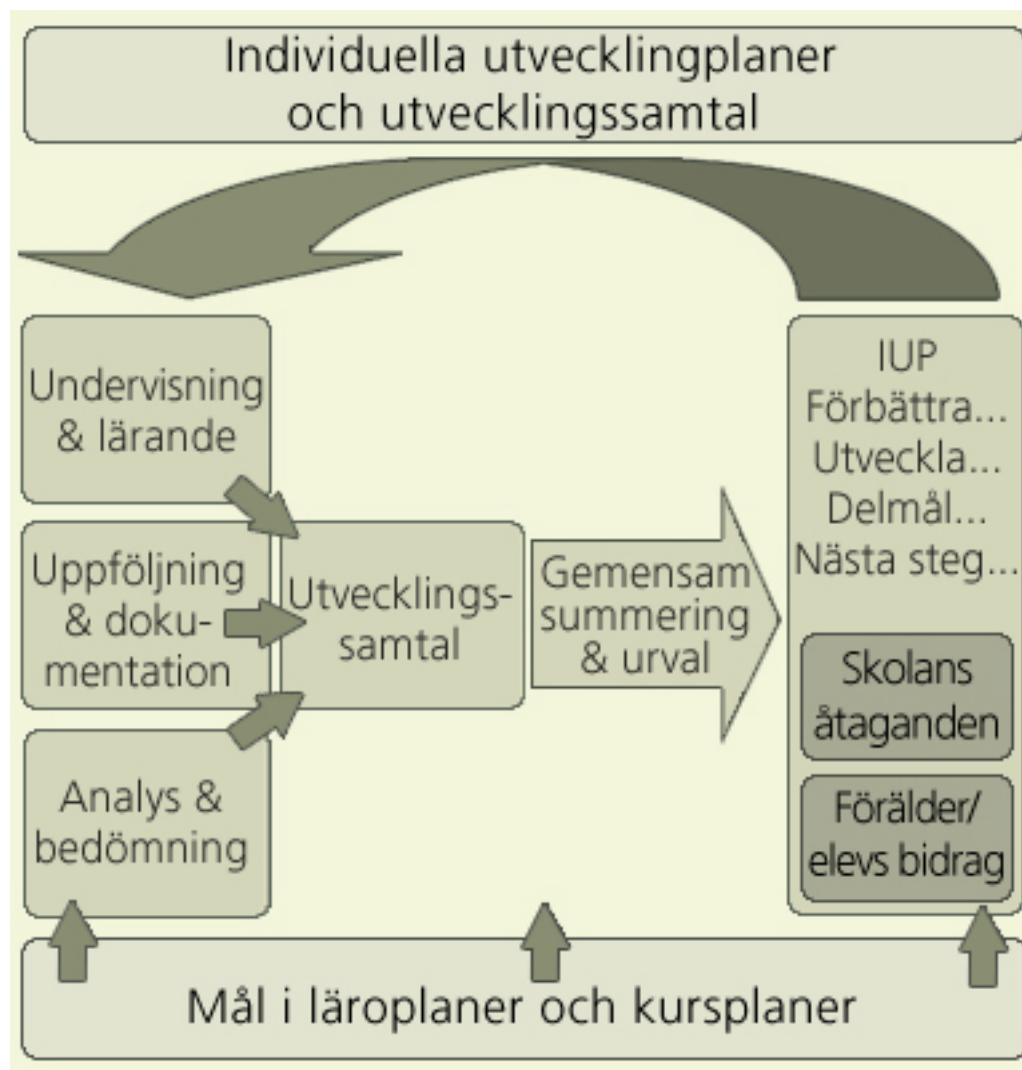 Individuella utvecklingplaner
och utvecklingssamtal
Undervisning
& lärande
Uppföljning
& doku-
mentation
Analys &
bedömning
Utvecklings-
samtal
Gemensam
summering
& urval
IUP
Förbättra...
Utveckla...
Delmål...
Nästa steg...
Skolans
åtaganden
Förälder/
elevs bidrag
Mål i läroplaner och kursplaner